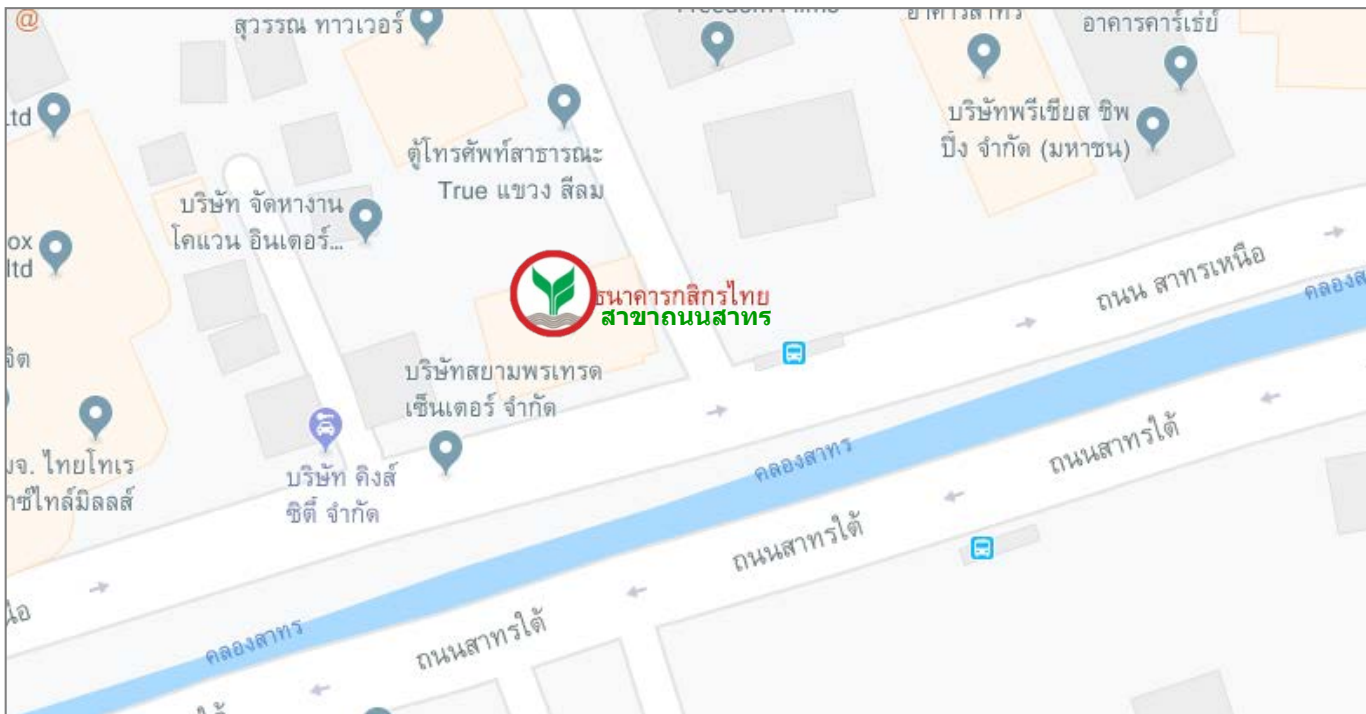 @
สุวรรณ ทาวเวอร์
อาคารสาทร
อาคารคาร์เธ่ย์
Ltd
บริษัทพรีเชียส ชิพ
ปิ้ง จำกัด (มหาชน)
ตู้โทรศัพท์สาธารณะ
True แขวง สีลม
บริษัท จัดหางาน
โคแวน อินเตอร์...
ox
ltd
ธนาคารกสิกรไทย
สาขาถนนสาทร
ถนน สาทรเหนือ
คลองส
บริษัทสยามพรเทรด
เซ็นเตอร์ จำกัด
จิต
ถนนสาทรใต้
คลองสาทร
มจ. ไทยโทเร
าซ์ไทล์มิลลส์
บริษัท คิงส์
ซิตี้ จำกัด
ถนนสาทรใต้
นือ
คลองสาทร
ถนนสาทรใต้